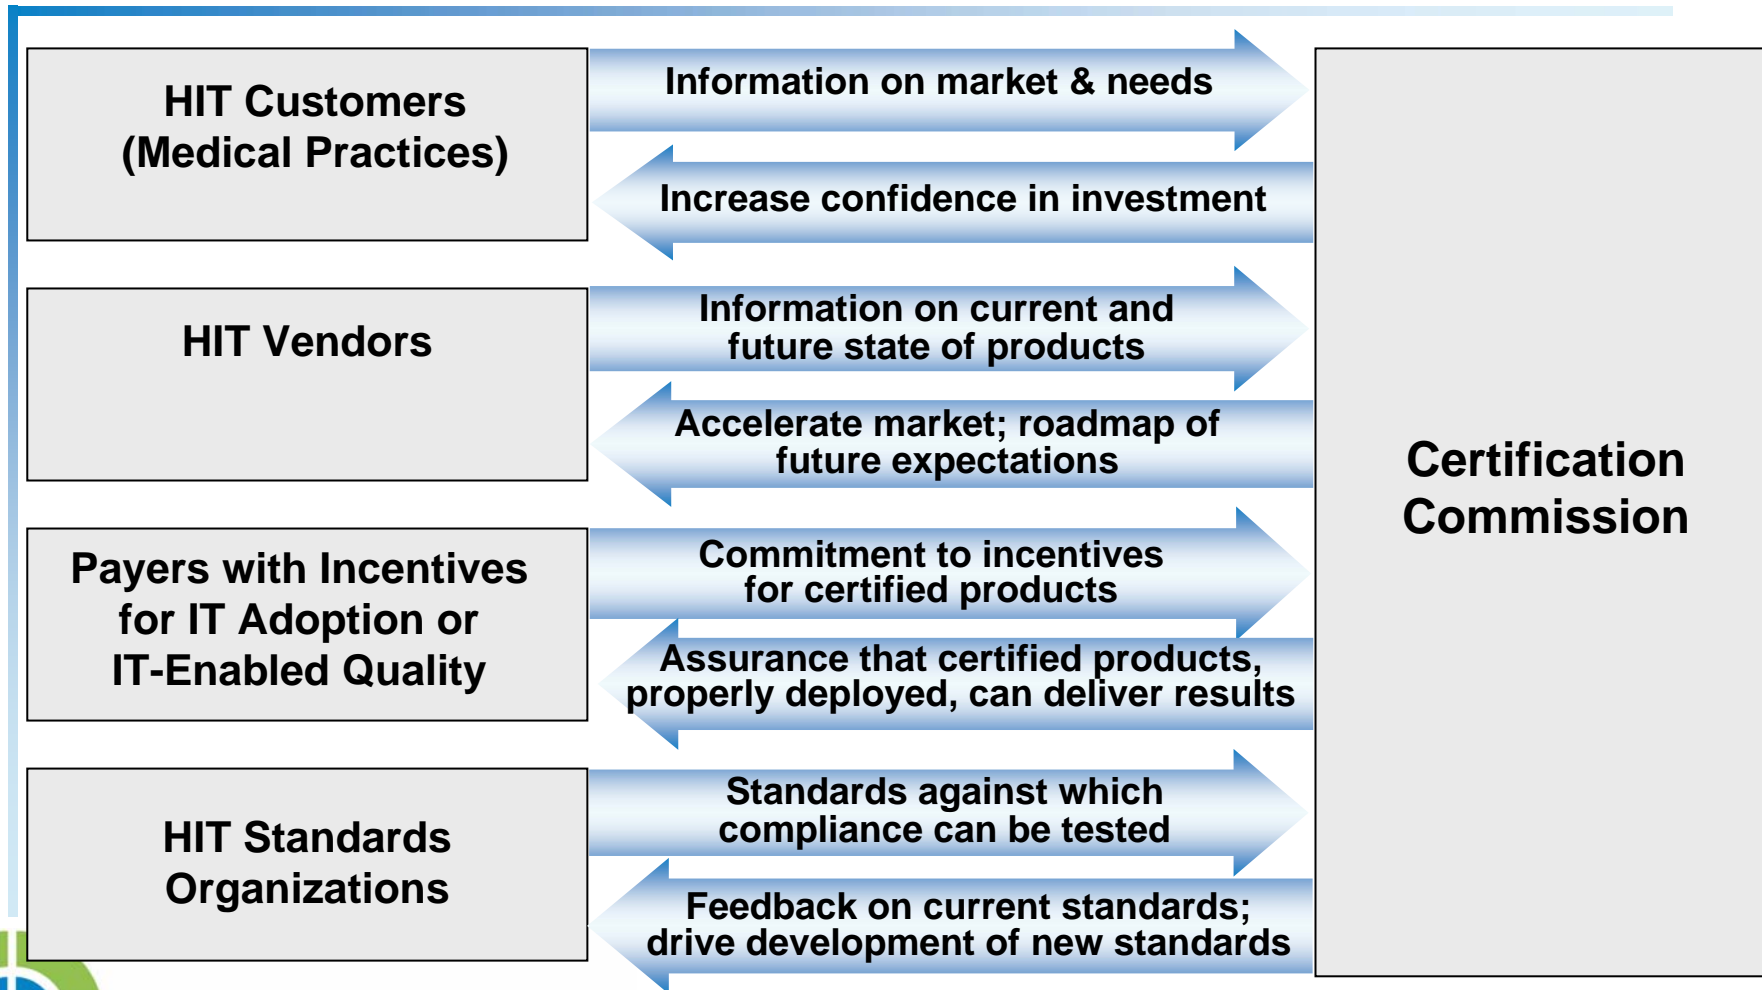 HIT Customers
(Medical Practices)
Information on market & needs
Increase confidence in investment
HIT Vendors
Information on current and
future state of products
Accelerate market; roadmap of
future expectations
Payers with Incentives
for IT Adoption or
IT-Enabled Quality
Commitment to incentives
for certified products
Assurance that certified products,
properly deployed, can deliver results
HIT Standards
Organizations
Standards against which
compliance can be tested
Feedback on current standards;
drive development of new standards
Certification
Commission